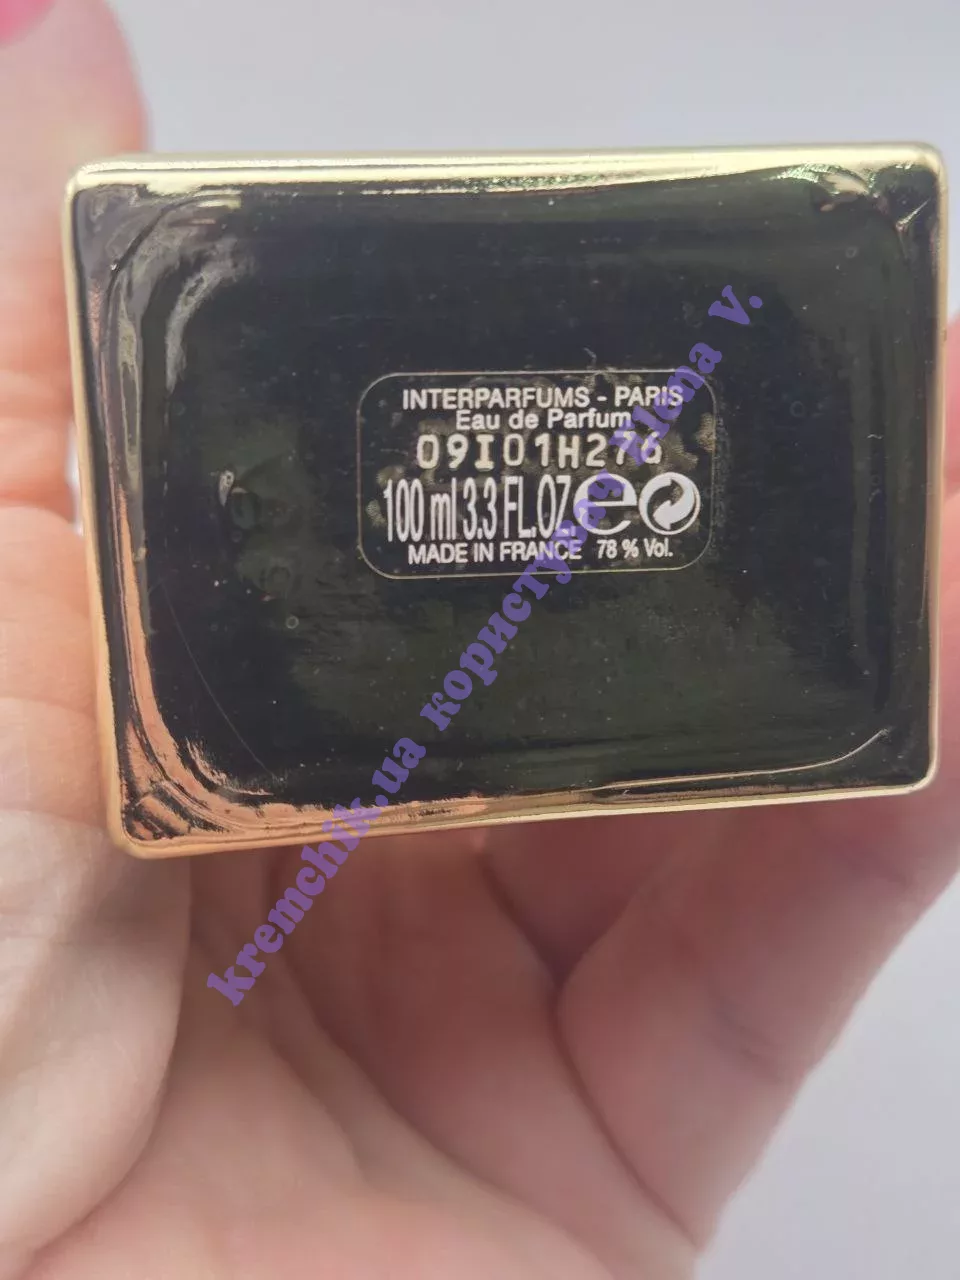 INTERPARFUMS - PARIS
Eau de Parfum
09I01H276
100 ml 3.3 FL.OZ. e
MADE IN FRANCE 78 % Vol.
kremchik.ua користувач Elena V.